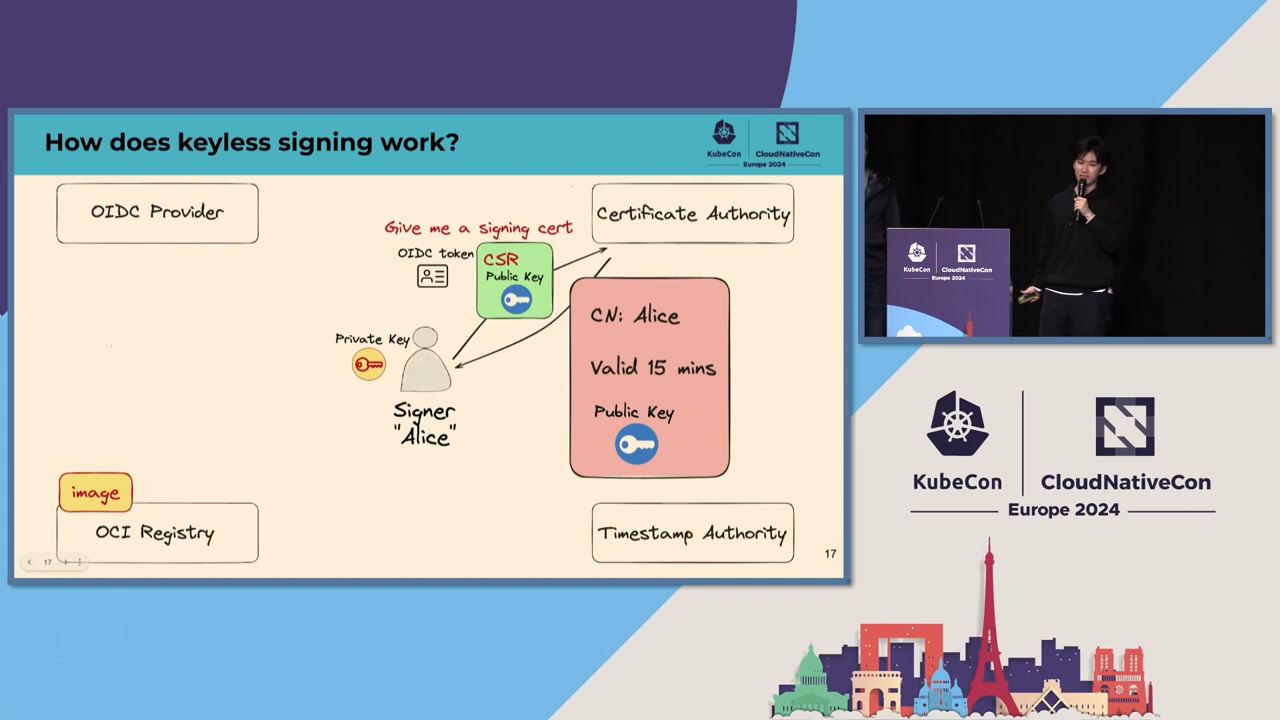 How does keyless signing work?
KubeCon
CloudNativeCon
Europe 2024
OIDC Provider
Certificate Authority
Give me a signing cert
OIDC token
CSR
Public Key
Private Key
Signer
"Alice"
CN: Alice
Valid 15 mins
Public Key
image
OCI Registry
Timestamp Authority
17
17
KubeCon
CloudNativeCon
Europe 2024
KubeCon
CloudNativeCon
Europe 2024